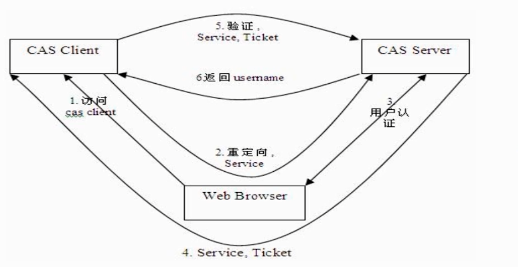 5. 验证,
Service, Ticket
CAS Client
CAS Server
6返回 username
1. 访问
cas client
3.
用户认
证
2. 重定向,
Service
Web Browser
4. Service, Ticket